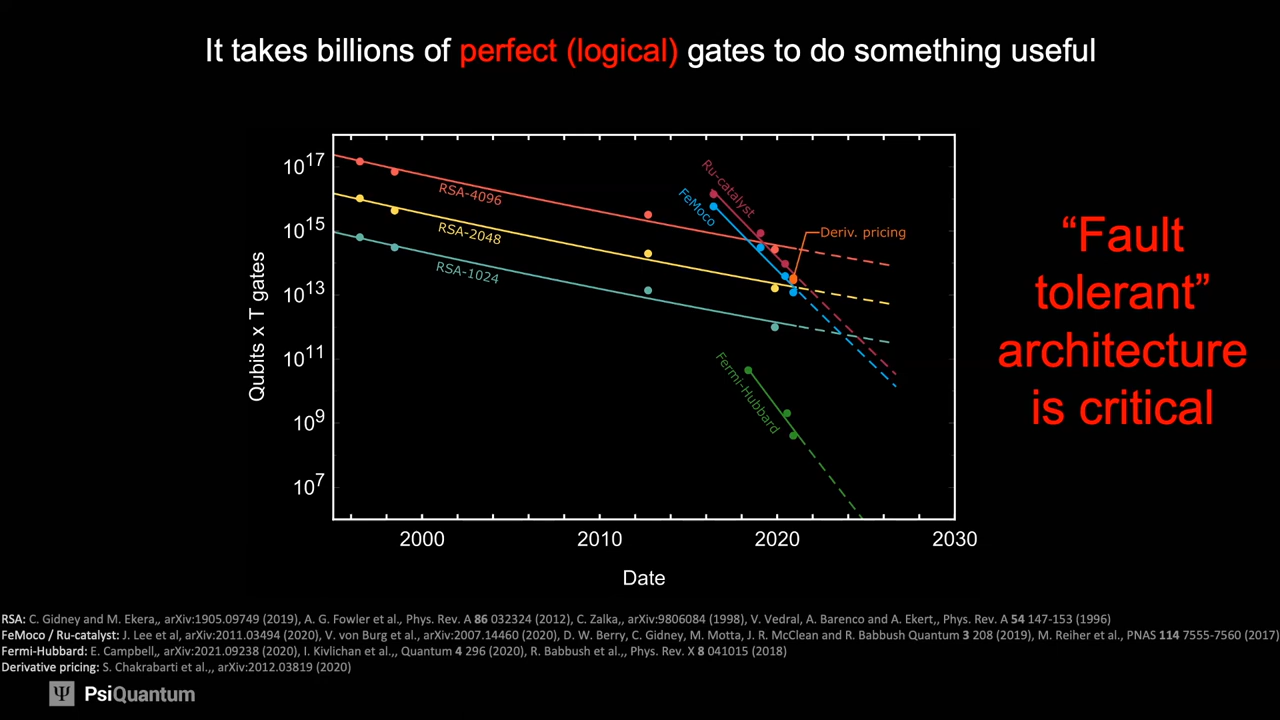 It takes billions of perfect (logical) gates to do something useful
10^17
10^15
10^13
10^11
10^9
10^7
Qubits x T gates
RSA-4096
RSA-2048
RSA-1024
Ru-catalyst
FeMoco
Deriv. pricing
Fermi-Hubbard
2000
2010
2020
2030
Date
“Fault
tolerant”
architecture
is critical
RSA: C. Gidney and M. Ekera,, arXiv:1905.09749 (2019), A. G. Fowler et al., Phys. Rev. A 86 032324 (2012), C. Zalka,, arXiv:9806084 (1998), V. Vedral, A. Barenco and A. Ekert,, Phys. Rev. A 54 147-153 (1996)
FeMoco / Ru-catalyst: J. Lee et al, arXiv:2011.03494 (2020), V. von Burg et al., arXiv:2007.14460 (2020), D. W. Berry, C. Gidney, M. Motta, J. R. McClean and R. Babbush Quantum 3 208 (2019), M. Reiher et al., PNAS 114 7555-7560 (2017)
Fermi-Hubbard: E. Campbell,, arXiv:2021.09238 (2020), I. Kivlichan et al.,, Quantum 4 296 (2020), R. Babbush et al.,, Phys. Rev. X 8 041015 (2018)
Derivative pricing: S. Chakrabarti et al.,, arXiv:2012.03819 (2020)
Ψ PsiQuantum